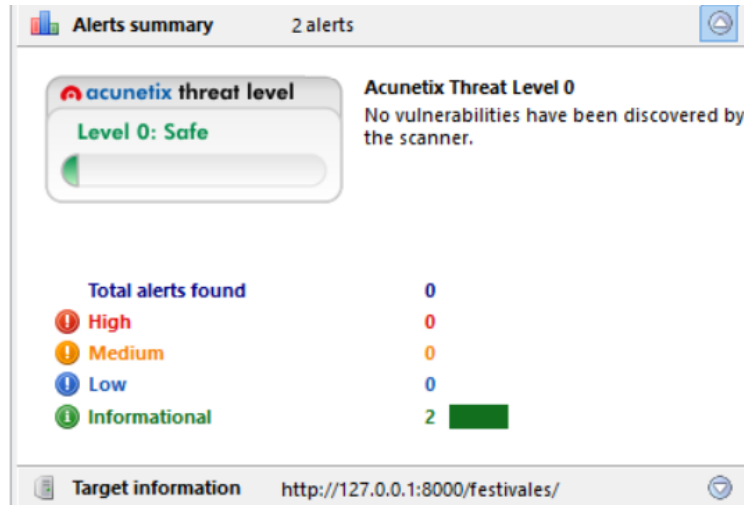 Alerts summary 2 alerts
acunetix threat level
Level 0: Safe
Acunetix Threat Level 0
No vulnerabilities have been discovered by
the scanner.
Total alerts found 0
High 0
Medium 0
Low 0
Informational 2
Target information http://127.0.0.1:8000/festivales/